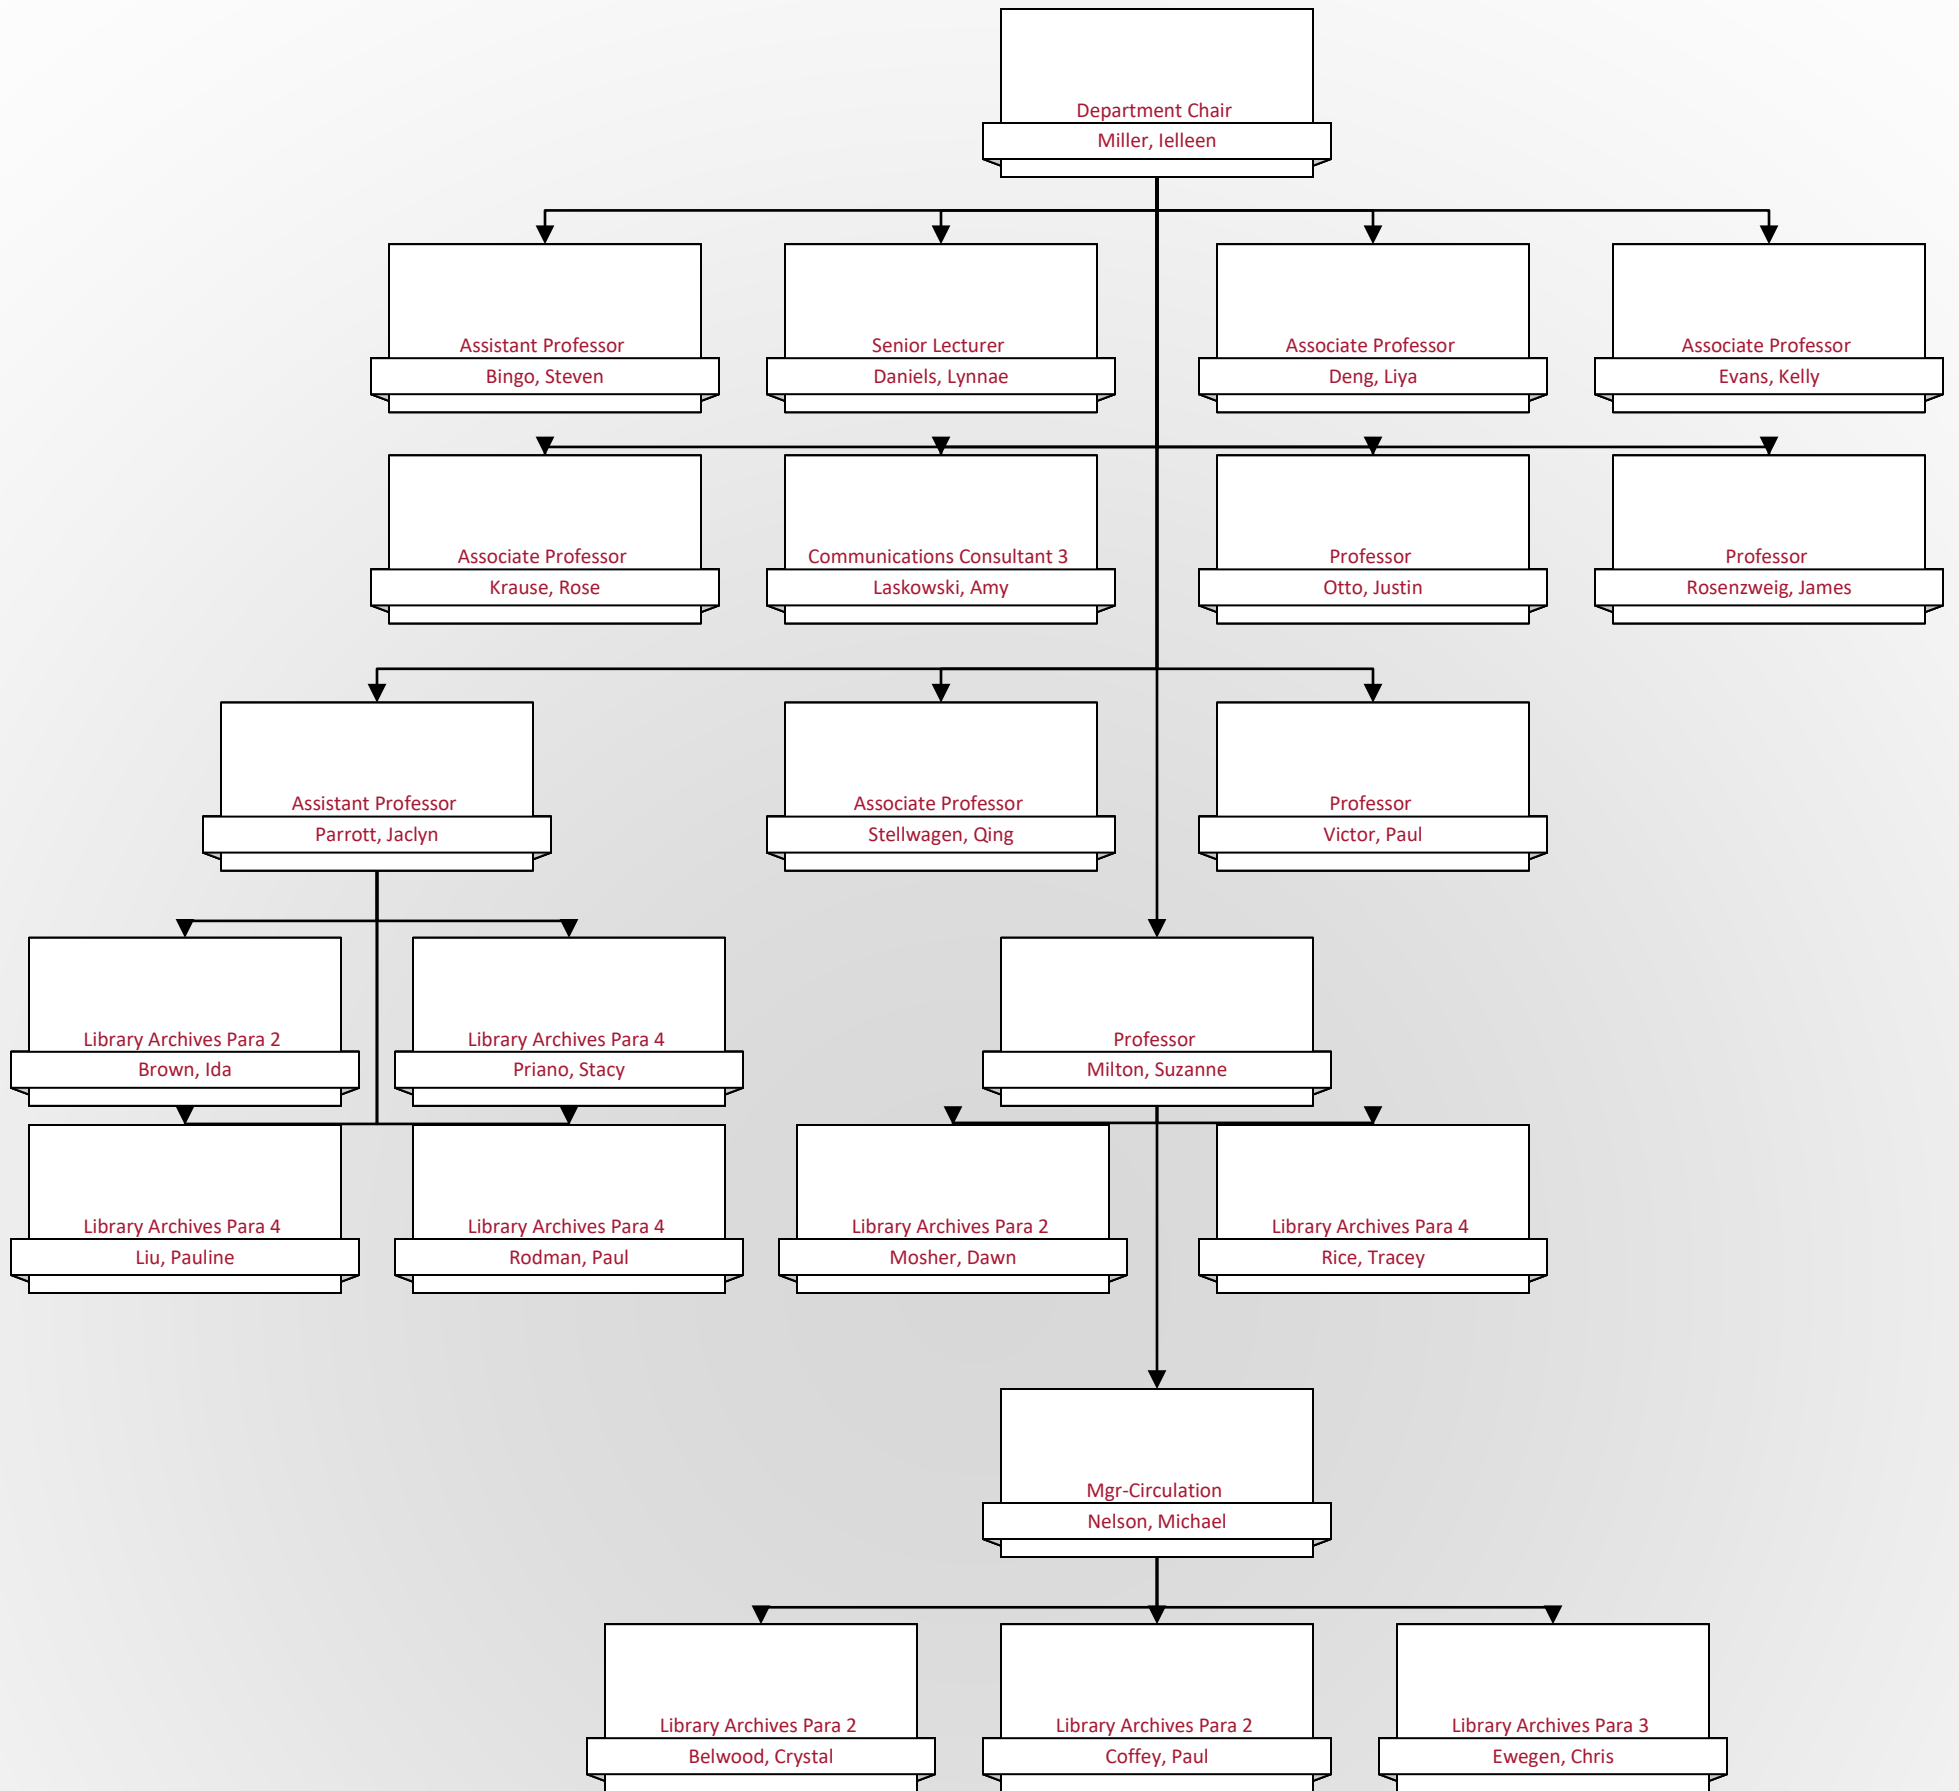 Department Chair
Miller, Ielleen
Assistant Professor
Bingo, Steven
Senior Lecturer
Daniels, Lynnae
Associate Professor
Deng, Liya
Associate Professor
Evans, Kelly
Associate Professor
Krause, Rose
Communications Consultant 3
Laskowski, Amy
Professor
Otto, Justin
Professor
Rosenzweig, James
Assistant Professor
Parrott, Jaclyn
Associate Professor
Stellwagen, Qing
Professor
Victor, Paul
Library Archives Para 2
Brown, Ida
Library Archives Para 4
Priano, Stacy
Professor
Milton, Suzanne
Library Archives Para 4
Liu, Pauline
Library Archives Para 4
Rodman, Paul
Library Archives Para 2
Mosher, Dawn
Library Archives Para 4
Rice, Tracey
Mgr-Circulation
Nelson, Michael
Library Archives Para 2
Belwood, Crystal
Library Archives Para 2
Coffey, Paul
Library Archives Para 3
Ewegen, Chris